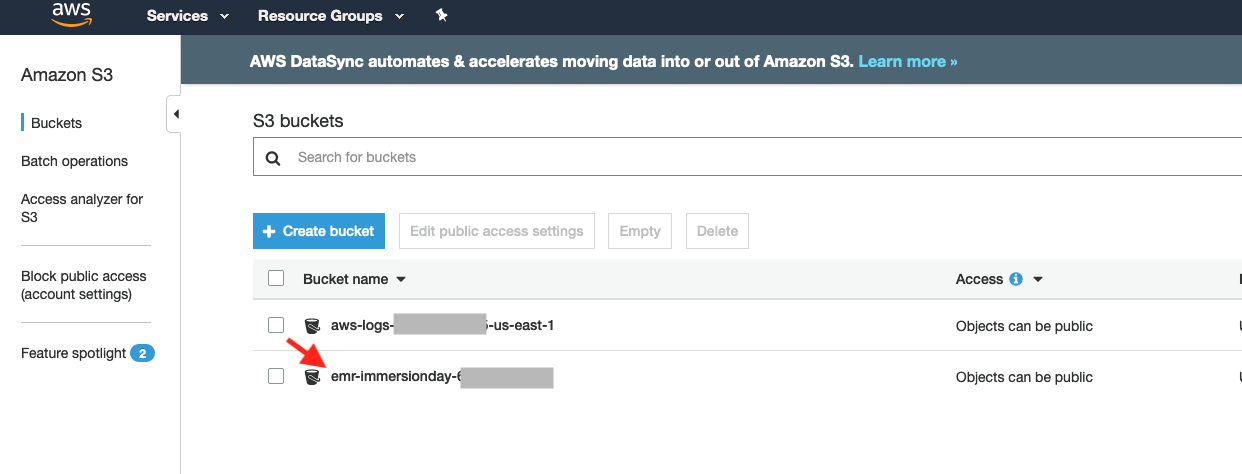 aws
Services
Resource Groups
Amazon S3
Buckets
Batch operations
Access analyzer for
S3
Block public access
(account settings)
Feature spotlight 2
AWS DataSync automates & accelerates moving data into or out of Amazon S3. Learn more »
S3 buckets
Search for buckets
+ Create bucket
Edit public access settings
Empty
Delete
Bucket name
Access
aws-logs- -us-east-1
Objects can be public
emr-immersionday-6
Objects can be public